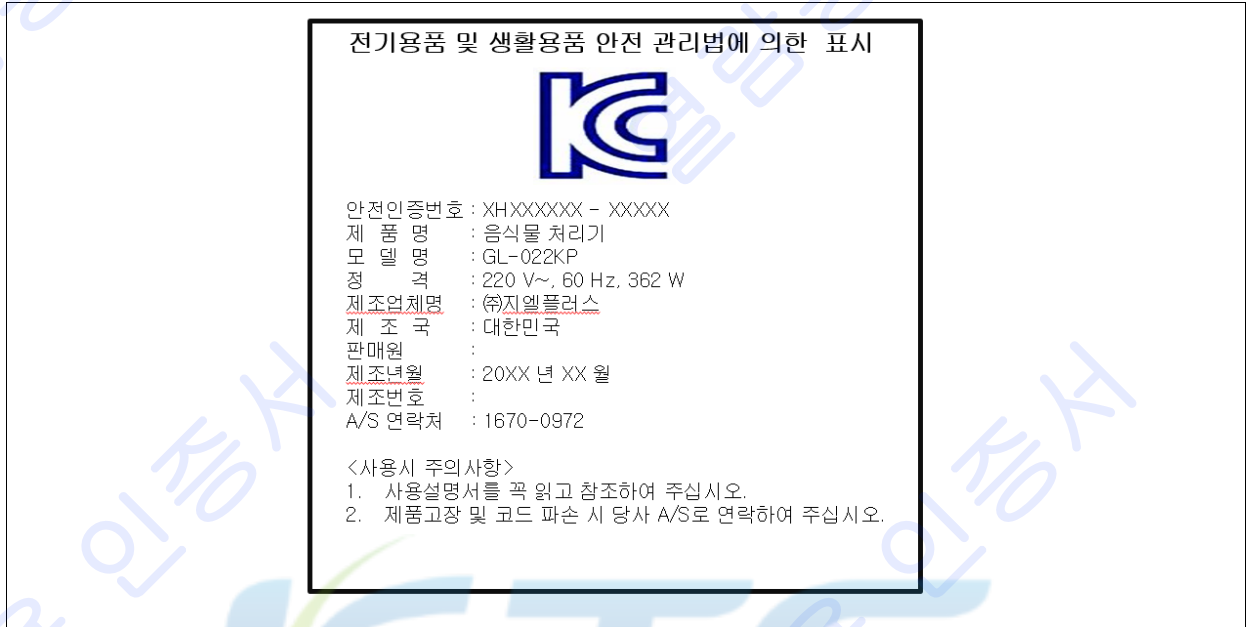 전기용품 및 생활용품 안전 관리법에 의한 표시
KC
안전인증번호 : XHXXXXXX - XXXXX
제 품 명 : 음식물 처리기
모 델 명 : GL-022KP
정 격 : 220 V~, 60 Hz, 362 W
제조업체명 : ㈜지엘플러스
제 조 국 : 대한민국
판매원 :
제조년월 : 20XX 년 XX 월
제조번호 :
A/S 연락처 : 1670-0972
<사용시 주의사항>
1. 사용설명서를 꼭 읽고 참조하여 주십시오.
2. 제품고장 및 코드 파손 시 당사 A/S로 연락하여 주십시오.
인증서
인증서